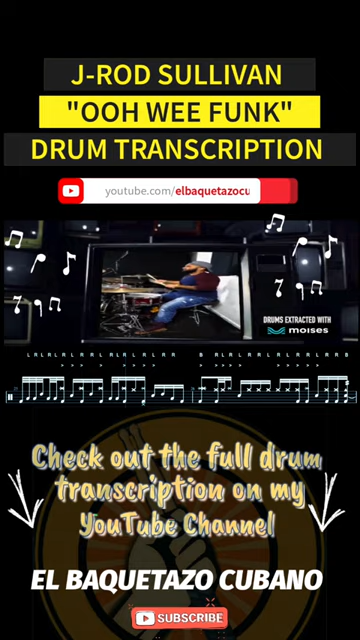 J-ROD SULLIVAN
"OOH WEE FUNK"
DRUM TRANSCRIPTION
youtube.com/elbaquetazocu
DRUMS EXTRACTED WITH
moises
Check out the full drum
transcription on my
YouTube Channel
EL BAQUETAZO CUBANO
SUBSCRIBE